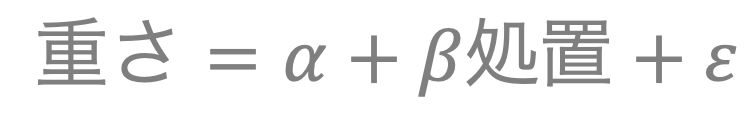 重さ = α + β処置 + ε